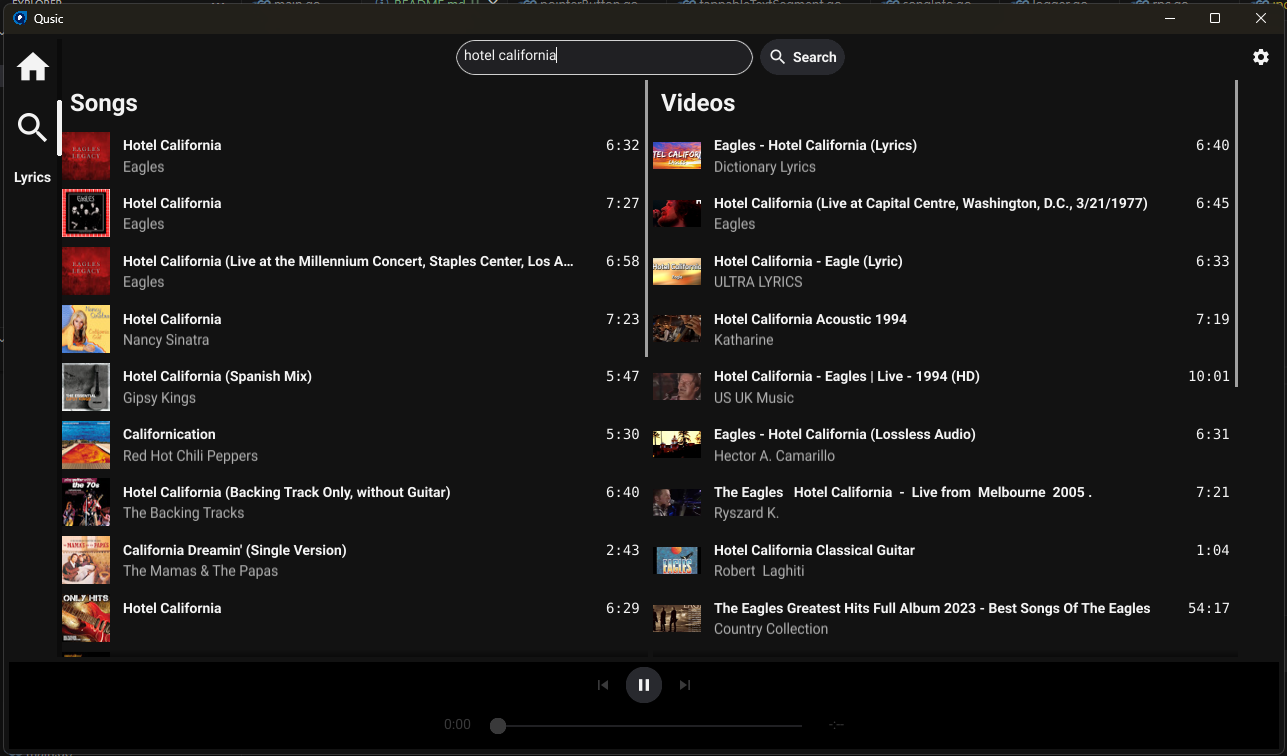 Qusic
hotel california
Search
Lyrics
Songs
Hotel California
6:32
Eagles
Hotel California
7:27
Eagles
Hotel California (Live at the Millennium Concert, Staples Center, Los A...
6:58
Eagles
Hotel California
7:23
Nancy Sinatra
Hotel California (Spanish Mix)
5:47
Gipsy Kings
Californication
5:30
Red Hot Chili Peppers
Hotel California (Backing Track Only, without Guitar)
6:40
The Backing Tracks
California Dreamin' (Single Version)
2:43
The Mamas & The Papas
Hotel California
6:29
Videos
Eagles - Hotel California (Lyrics)
6:40
Dictionary Lyrics
Hotel California (Live at Capital Centre, Washington, D.C., 3/21/1977)
6:45
Eagles
Hotel California - Eagle (Lyric)
6:33
ULTRA LYRICS
Hotel California Acoustic 1994
7:19
Katharine
Hotel California - Eagles | Live - 1994 (HD)
10:01
US UK Music
Eagles - Hotel California (Lossless Audio)
6:31
Hector A. Camarillo
The Eagles  Hotel California  -  Live from  Melbourne  2005 .
7:21
Ryszard K.
Hotel California Classical Guitar
1:04
Robert  Laghiti
The Eagles Greatest Hits Full Album 2023 - Best Songs Of The Eagles
54:17
Country Collection
0:00
-:--